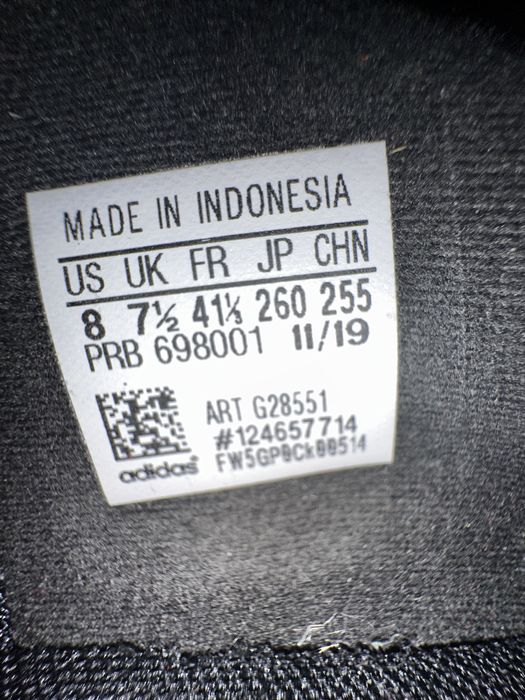 MADE IN INDONESIA
US UK FR JP CHN
8 7½ 41⅓ 260 255
PRB 698001 11/19
ART G28551
#124657714
FW5GP0Ck00514
adidas